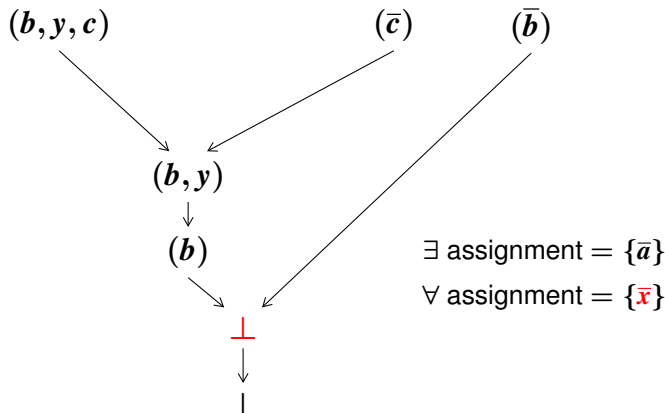 (b, y, c) (c̅) (b̅)
(b, y)
(b)
∃ assignment = {a̅}
∀ assignment = {x̅}
⊥